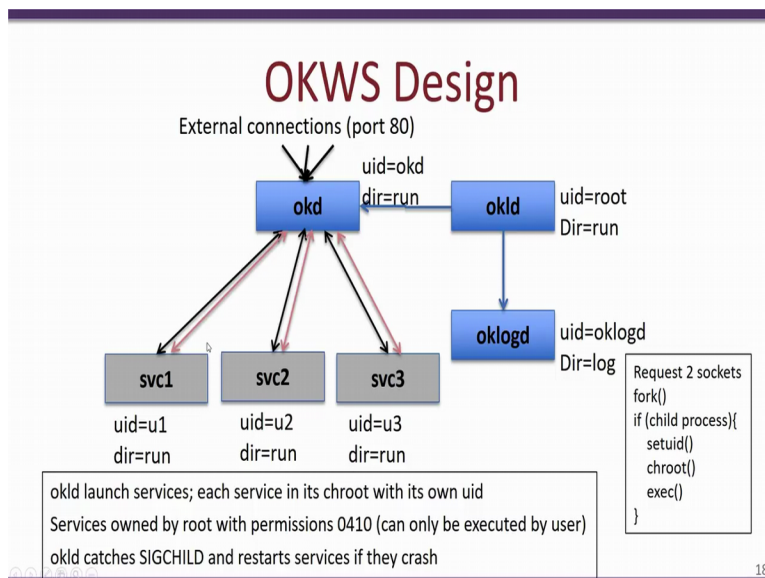 OKWS Design
External connections (port 80)
uid=okd
dir=run
okd
okld
uid=root
Dir=run
oklogd
uid=oklogd
Dir=log
svc1
svc2
svc3
uid=u1
dir=run
uid=u2
dir=run
uid=u3
dir=run
Request 2 sockets
fork()
if (child process){
setuid()
chroot()
exec()
}
okld launch services; each service in its chroot with its own uid
Services owned by root with permissions 0410 (can only be executed by user)
okld catches SIGCHILD and restarts services if they crash
18